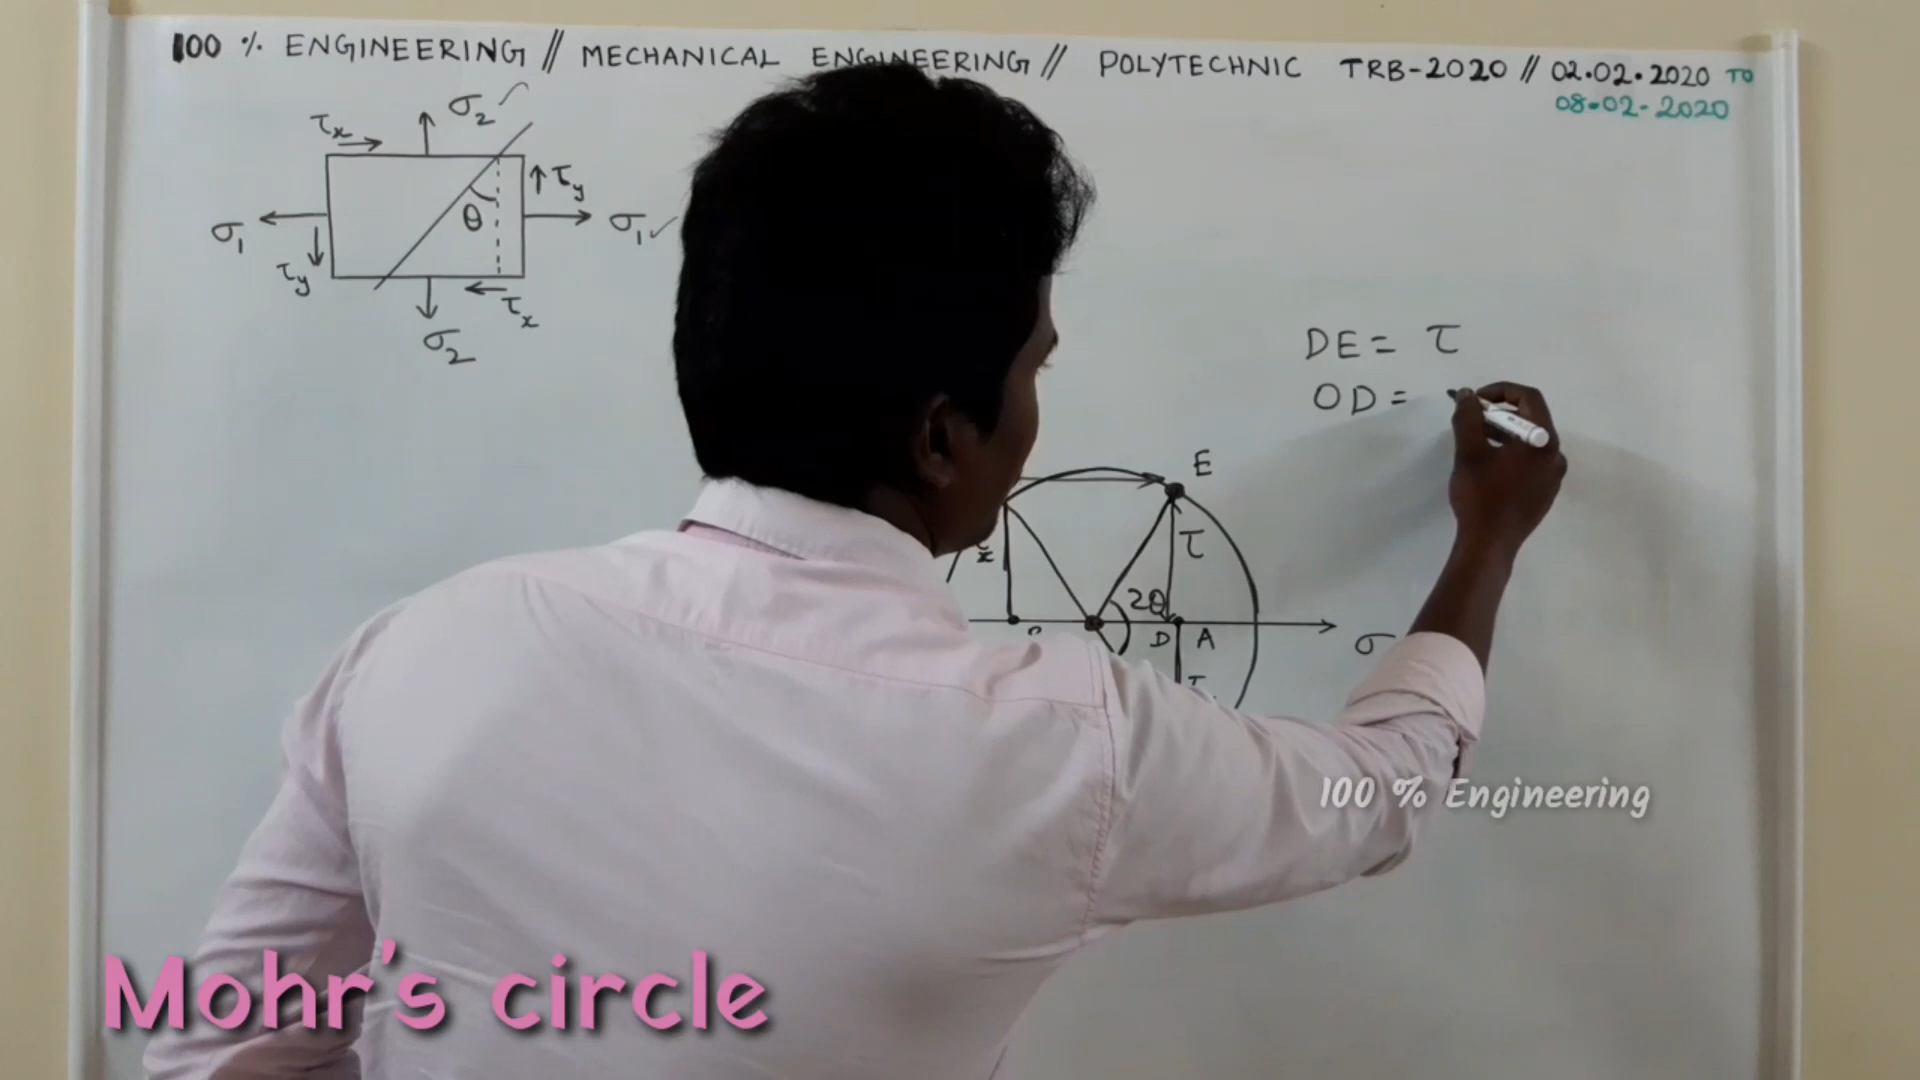 100 % ENGINEERING // MECHANICAL ENGINEERING // POLYTECHNIC TRB-2020 // 02.02.2020 TO
08-02-2020
σ2
τx
τy
θ
σ1
σ1
τy
τx
σ2
DE = τ
OD =
E
τ
2θ
D A
σ
100 % Engineering
Mohr's circle